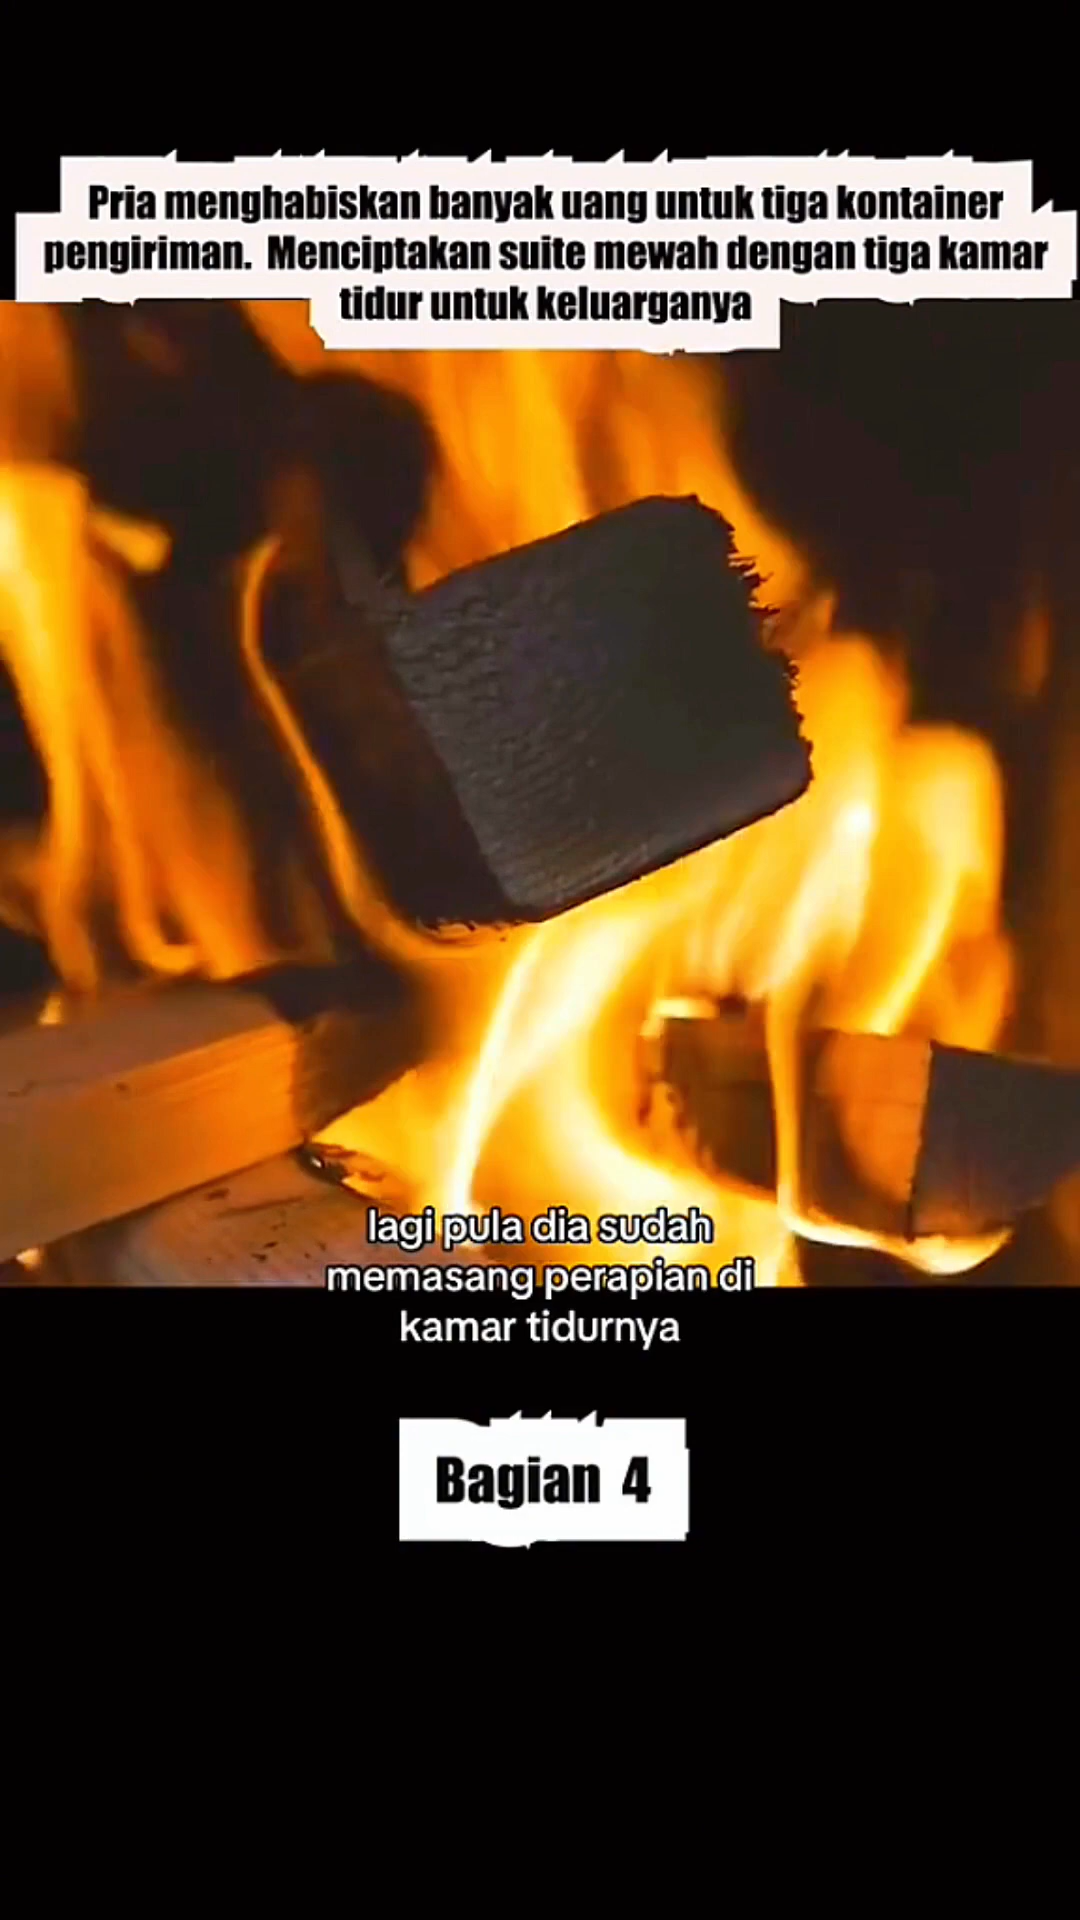 Pria menghabiskan banyak uang untuk tiga kontainer
pengiriman. Menciptakan suite mewah dengan tiga kamar
tidur untuk keluarganya
lagi pula dia sudah
memasang perapian di
kamar tidurnya
Bagian 4